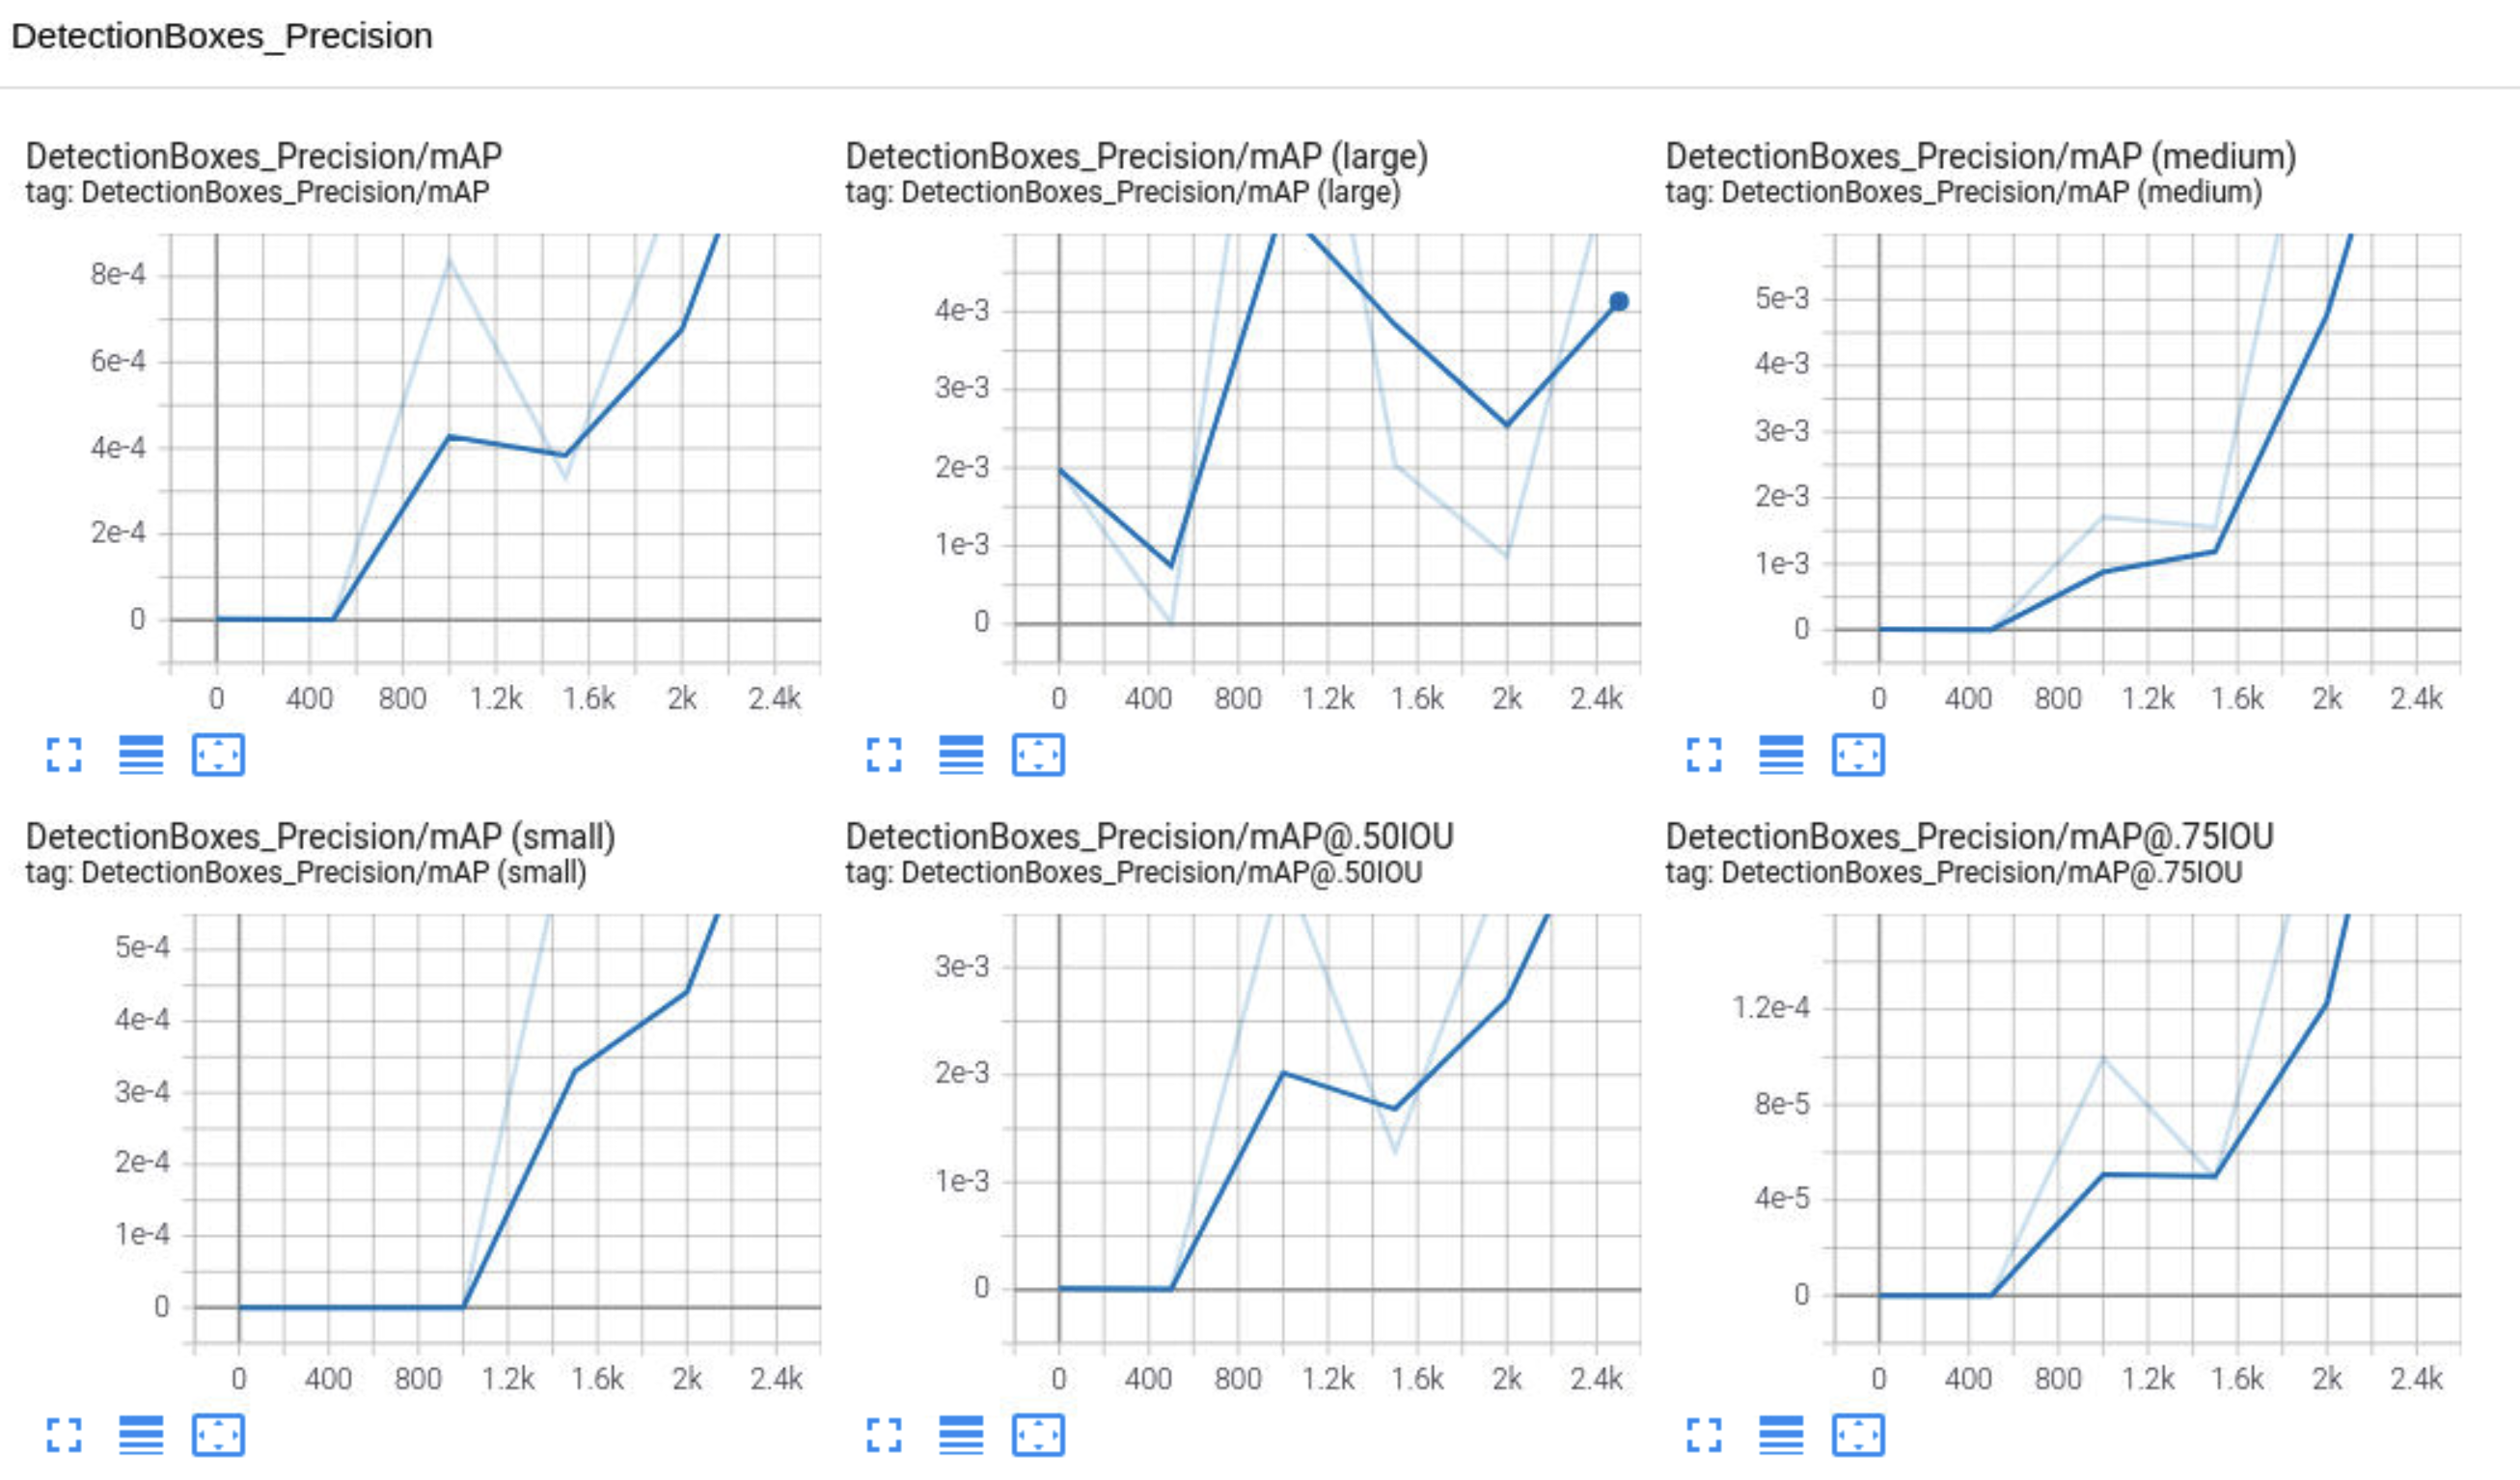 DetectionBoxes_Precision
DetectionBoxes_Precision/mAP
tag: DetectionBoxes_Precision/mAP
8e-4
6e-4
4e-4
2e-4
0
0 400 800 1.2k 1.6k 2k 2.4k
DetectionBoxes_Precision/mAP (large)
tag: DetectionBoxes_Precision/mAP (large)
4e-3
3e-3
2e-3
1e-3
0
0 400 800 1.2k 1.6k 2k 2.4k
DetectionBoxes_Precision/mAP (medium)
tag: DetectionBoxes_Precision/mAP (medium)
5e-3
4e-3
3e-3
2e-3
1e-3
0
0 400 800 1.2k 1.6k 2k 2.4k
DetectionBoxes_Precision/mAP (small)
tag: DetectionBoxes_Precision/mAP (small)
5e-4
4e-4
3e-4
2e-4
1e-4
0
0 400 800 1.2k 1.6k 2k 2.4k
DetectionBoxes_Precision/mAP@.50IOU
tag: DetectionBoxes_Precision/mAP@.50IOU
3e-3
2e-3
1e-3
0
0 400 800 1.2k 1.6k 2k 2.4k
DetectionBoxes_Precision/mAP@.75IOU
tag: DetectionBoxes_Precision/mAP@.75IOU
1.2e-4
8e-5
4e-5
0
0 400 800 1.2k 1.6k 2k 2.4k